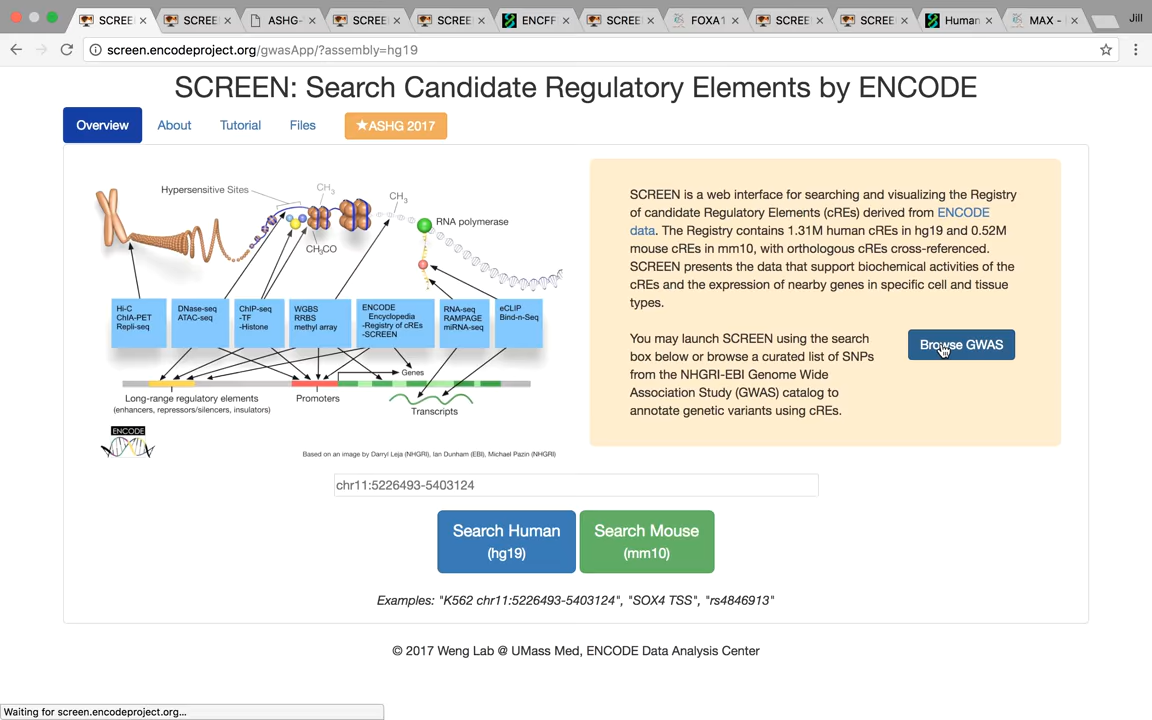 SCREE
SCREE
ASHG-
SCREE
SCREE
ENCFF
SCREE
FOXA1
SCREE
SCREE
Human
MAX -
Jill
screen.encodeproject.org/gwasApp/?assembly=hg19
SCREEN: Search Candidate Regulatory Elements by ENCODE
Overview
About
Tutorial
Files
★ASHG 2017
Hypersensitive Sites
CH3
CH3
RNA polymerase
CH3CO
Hi-C
ChIA-PET
Repli-seq
DNase-seq
ATAC-seq
ChIP-seq
-TF
-Histone
WGBS
RRBS
methyl array
ENCODE
Encyclopedia
-Registry of cREs
-SCREEN
RNA-seq
RAMPAGE
miRNA-seq
eCLIP
Bind-n-Seq
Genes
Long-range regulatory elements
(enhancers, repressors/silencers, insulators)
Promoters
Transcripts
ENCODE
Based on an image by Darryl Leja (NHGRI), Ian Dunham (EBI), Michael Pazin (NHGRI)
SCREEN is a web interface for searching and visualizing the Registry
of candidate Regulatory Elements (cREs) derived from ENCODE
data. The Registry contains 1.31M human cREs in hg19 and 0.52M
mouse cREs in mm10, with orthologous cREs cross-referenced.
SCREEN presents the data that support biochemical activities of the
cREs and the expression of nearby genes in specific cell and tissue
types.
You may launch SCREEN using the search
box below or browse a curated list of SNPs
from the NHGRI-EBI Genome Wide
Association Study (GWAS) catalog to
annotate genetic variants using cREs.
Browse GWAS
chr11:5226493-5403124
Search Human
(hg19)
Search Mouse
(mm10)
Examples: "K562 chr11:5226493-5403124", "SOX4 TSS", "rs4846913"
© 2017 Weng Lab @ UMass Med, ENCODE Data Analysis Center
Waiting for screen.encodeproject.org...